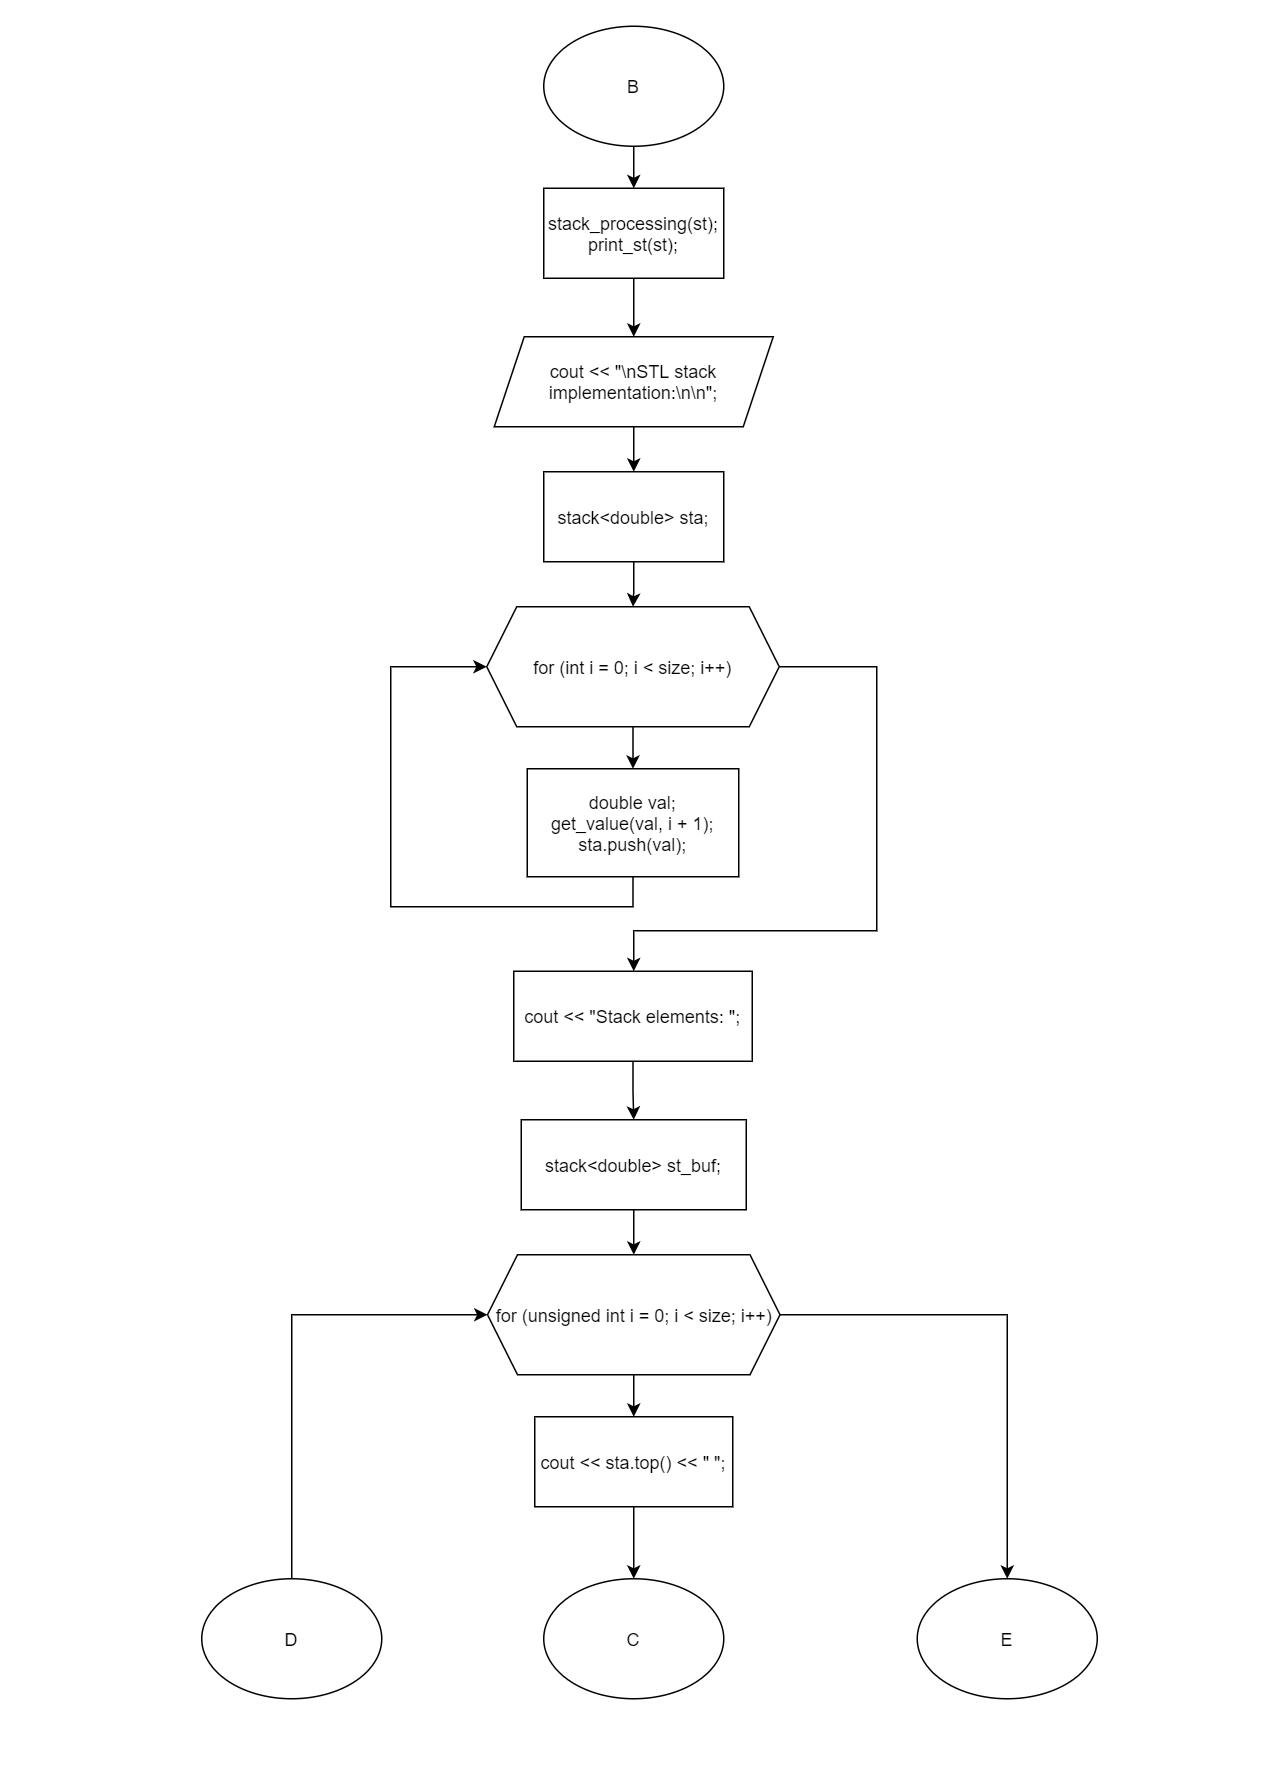 B
stack_processing(st);
print_st(st);
cout << "\nSTL stack
implementation:\n\n";
stack<double> sta;
for (int i = 0; i < size; i++)
double val;
get_value(val, i + 1);
sta.push(val);
cout << "Stack elements: ";
stack<double> st_buf;
for (unsigned int i = 0; i < size; i++)
cout << sta.top() << " ";
D
C
E